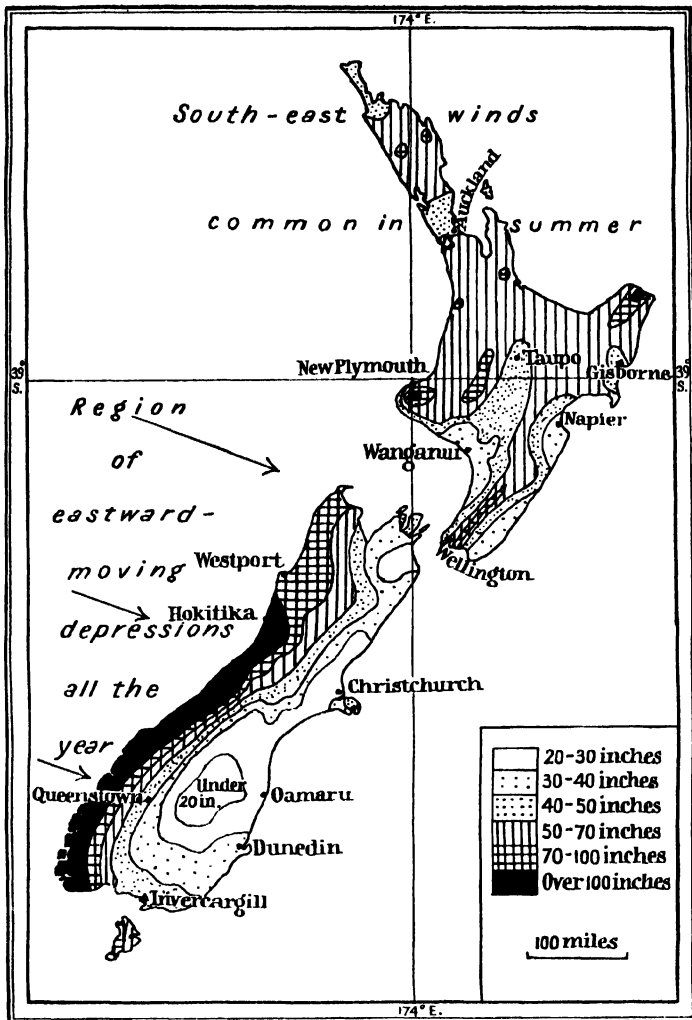 174° E.
South-east winds
common in summer
Auckland
39°
S.
39°
S.
New Plymouth
Taupo
Gisborne
Napier
Wanganui
Wellington
Region
of
eastward-
moving
depressions
all the
year
Westport
Hokitika
Christchurch
Queenstown
Under
20 in.
Oamaru
Dunedin
Invercargill
20-30 inches
30-40 inches
40-50 inches
50-70 inches
70-100 inches
Over 100 inches
100 miles
174° E.